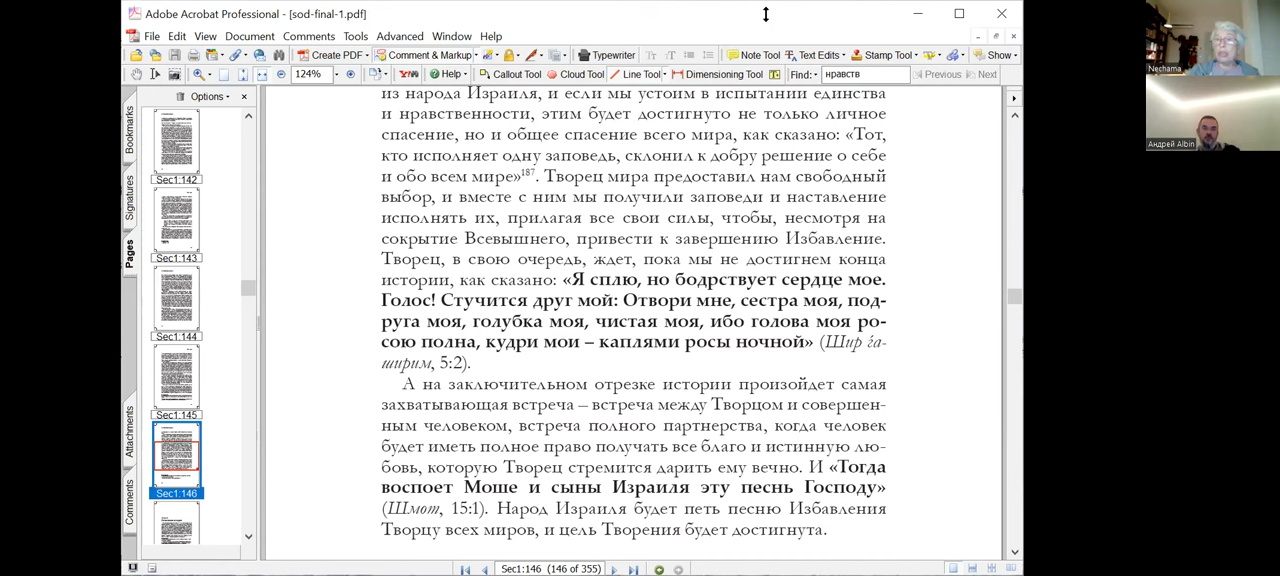 Adobe Acrobat Professional - [sod-final-1.pdf]
File Edit View Document Comments Tools Advanced Window Help
Create PDF Comment & Markup Typewriter Note Tool Text Edits Stamp Tool Show
124% Y! Help Callout Tool Cloud Tool Line Tool Dimensioning Tool Find: нравств Previous Next
Options
Bookmarks
Signatures
Pages
Attachments
Comments
Sec1:142
Sec1:143
Sec1:144
Sec1:145
Sec1:146
из народа Израиля, и если мы устоим в испытании единства
и нравственности, этим будет достигнуто не только личное
спасение, но и общее спасение всего мира, как сказано: «Тот,
кто исполняет одну заповедь, склонил к добру решение о себе
и обо всем мире»187. Творец мира предоставил нам свободный
выбор, и вместе с ним мы получили заповеди и наставление
исполнять их, прилагая все свои силы, чтобы, несмотря на
сокрытие Всевышнего, привести к завершению Избавление.
Творец, в свою очередь, ждет, пока мы не достигнем конца
истории, как сказано: «Я сплю, но бодрствует сердце мое.
Голос! Стучится друг мой: Отвори мне, сестра моя, под-
руга моя, голубка моя, чистая моя, ибо голова моя ро-
сою полна, кудри мои – каплями росы ночной» (Шир ѓа-
ширим, 5:2).
А на заключительном отрезке истории произойдет самая
захватывающая встреча – встреча между Творцом и совершен-
ным человеком, встреча полного партнерства, когда человек
будет иметь полное право получать все благо и истинную лю-
бовь, которую Творец стремится дарить ему вечно. И «Тогда
воспоет Моше и сыны Израиля эту песнь Господу»
(Шмот, 15:1). Народ Израиля будет петь песню Избавления
Творцу всех миров, и цель Творения будет достигнута.
Sec1:146 (146 of 355)
Nechama
Андрей Albin